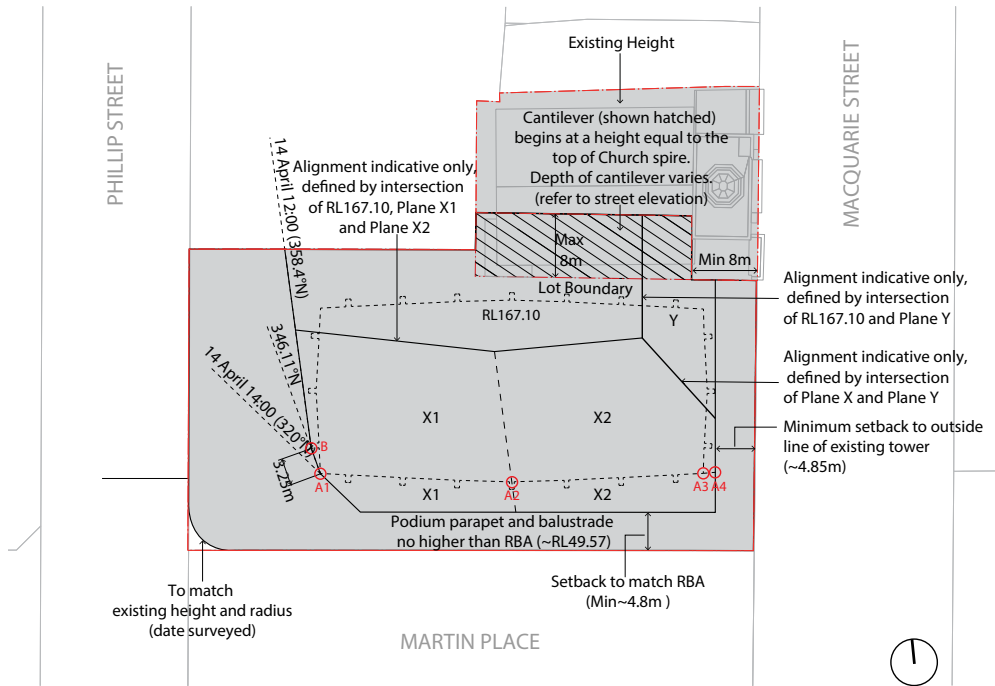 Existing Height
PHILLIP STREET
MACQUARIE STREET
Cantilever (shown hatched)
begins at a height equal to the
top of Church spire.
Depth of cantilever varies.
(refer to street elevation)
14 April 12:00 (358.4°N)
Alignment indicative only,
defined by intersection
of RL167.10, Plane X1
and Plane X2
Max
8m
Min 8m
Lot Boundary
RL167.10
Y
Alignment indicative only,
defined by intersection
of RL167.10 and Plane Y
346.11°N
14 April 14:00 (320°N)
Alignment indicative only,
defined by intersection
of Plane X and Plane Y
X1
X2
Minimum setback to outside
line of existing tower
(~4.85m)
B
3.25m
A1
A2
A3
A4
X1
X2
Podium parapet and balustrade
no higher than RBA (~RL49.57)
Setback to match RBA
(Min~4.8m )
To match
existing height and radius
(date surveyed)
MARTIN PLACE